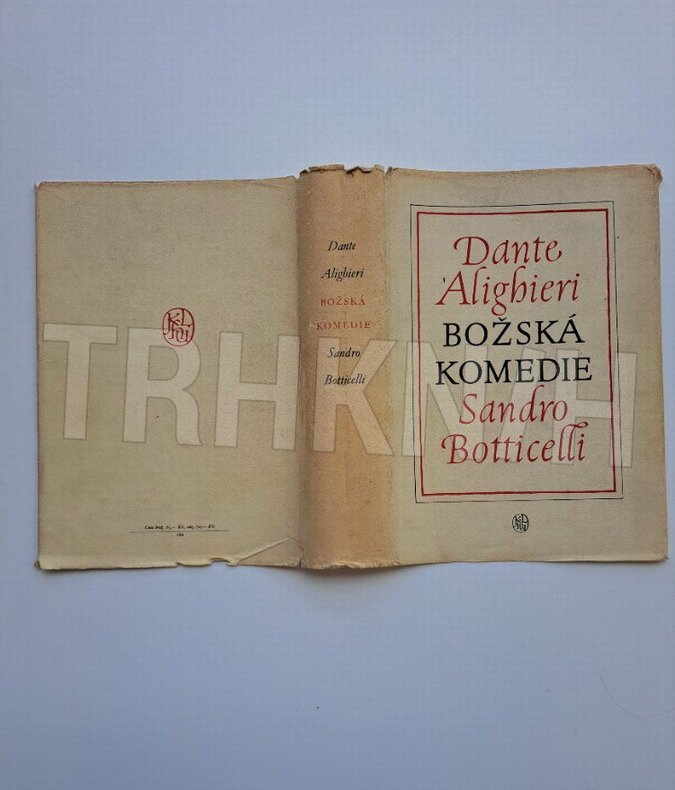 Dante
Alighieri
BOŽSKÁ
KOMEDIE
Sandro
Botticelli
Dante
Alighieri
BOŽSKÁ
KOMEDIE
Sandro
Botticelli
TRHKNIH